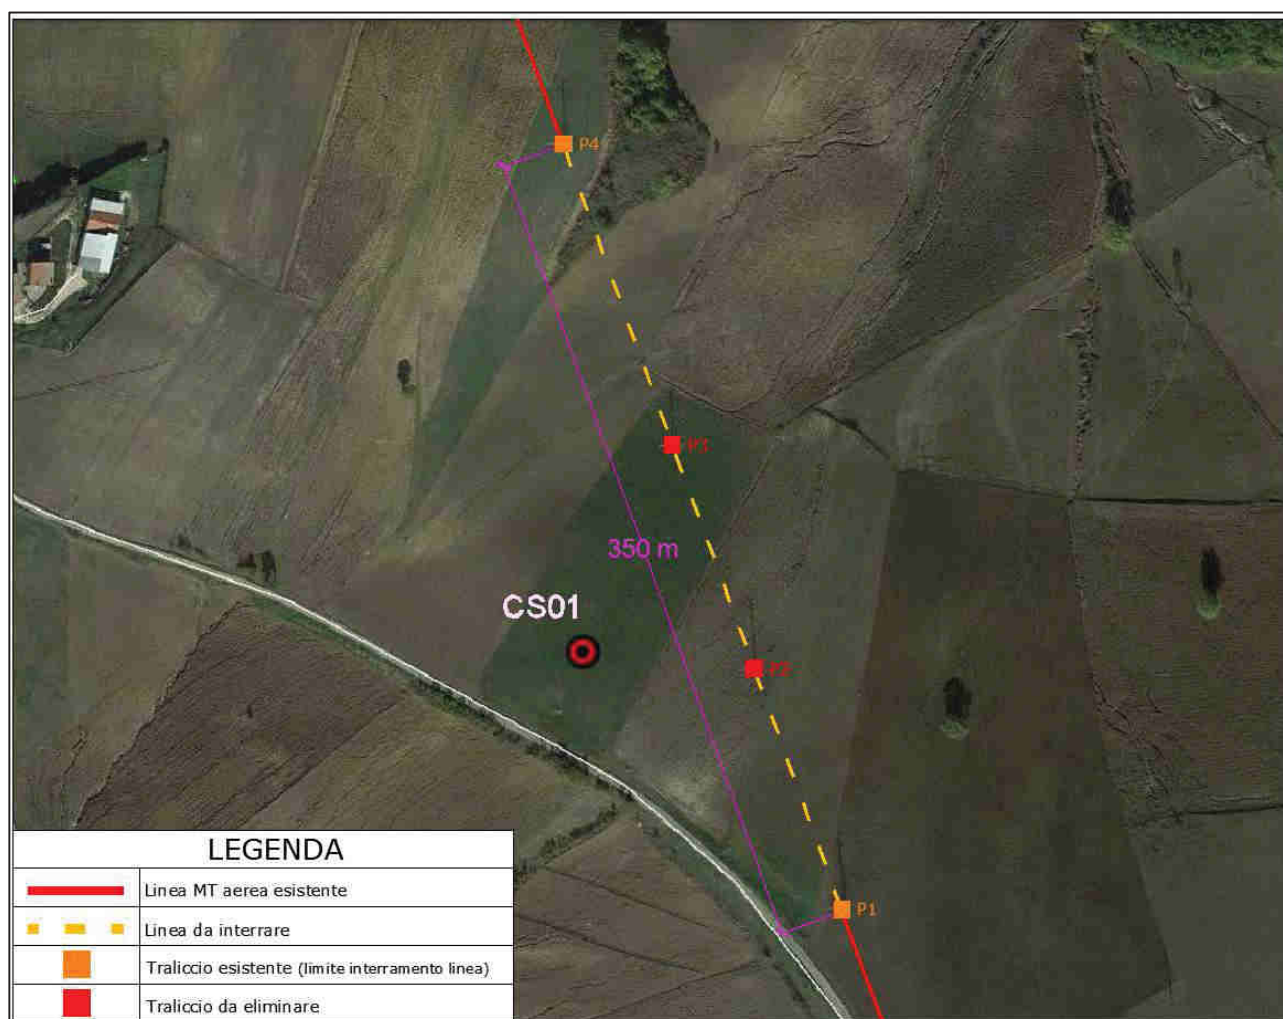 P4
P3
350 m
CS01
P2
P1
LEGENDA
Linea MT aerea esistente
Linea da interrare
Traliccio esistente (limite interramento linea)
Traliccio da eliminare